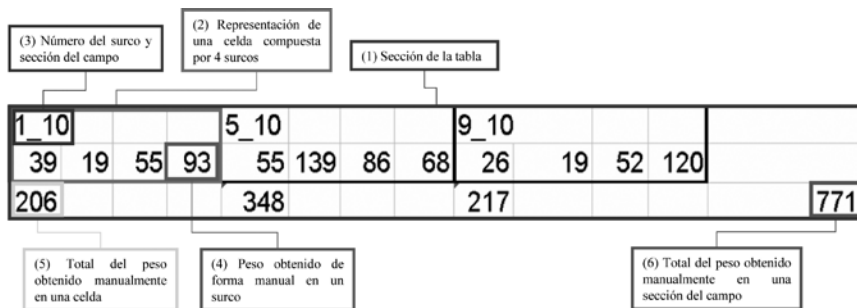 (3) Número del surco y
sección del campo
(2) Representación de
una celda compuesta
por 4 surcos
(1) Sección de la tabla
1_10 5_10 9_10
39 19 55 93 55 139 86 68 26 19 52 120
206 348 217 771
(5) Total del peso
obtenido manualmente
en una celda
(4) Peso obtenido de
forma manual en un
surco
(6) Total del peso obtenido
manualmente en una
sección del campo